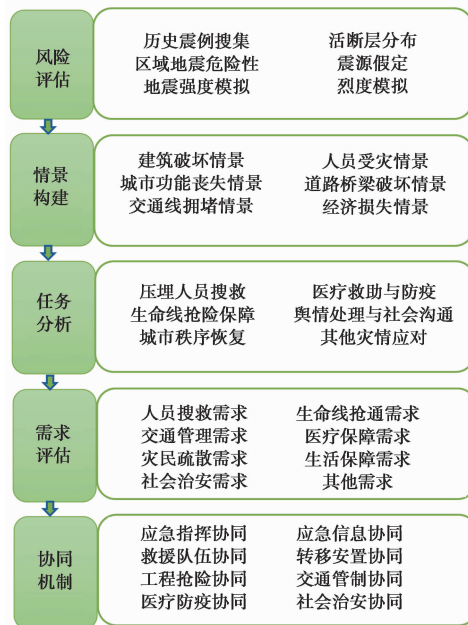 风险
评估
历史震例搜集 活断层分布
区域地震危险性 震源假定
地震强度模拟 烈度模拟
情景
构建
建筑破坏情景 人员受灾情景
城市功能丧失情景 道路桥梁破坏情景
交通线拥堵情景 经济损失情景
任务
分析
压埋人员搜救 医疗救助与防疫
生命线抢险保障 舆情处理与社会沟通
城市秩序恢复 其他灾情应对
需求
评估
人员搜救需求 生命线抢通需求
交通管理需求 医疗保障需求
灾民疏散需求 生活保障需求
社会治安需求 其他需求
协同
机制
应急指挥协同 应急信息协同
救援队伍协同 转移安置协同
工程抢险协同 交通管制协同
医疗防疫协同 社会治安协同